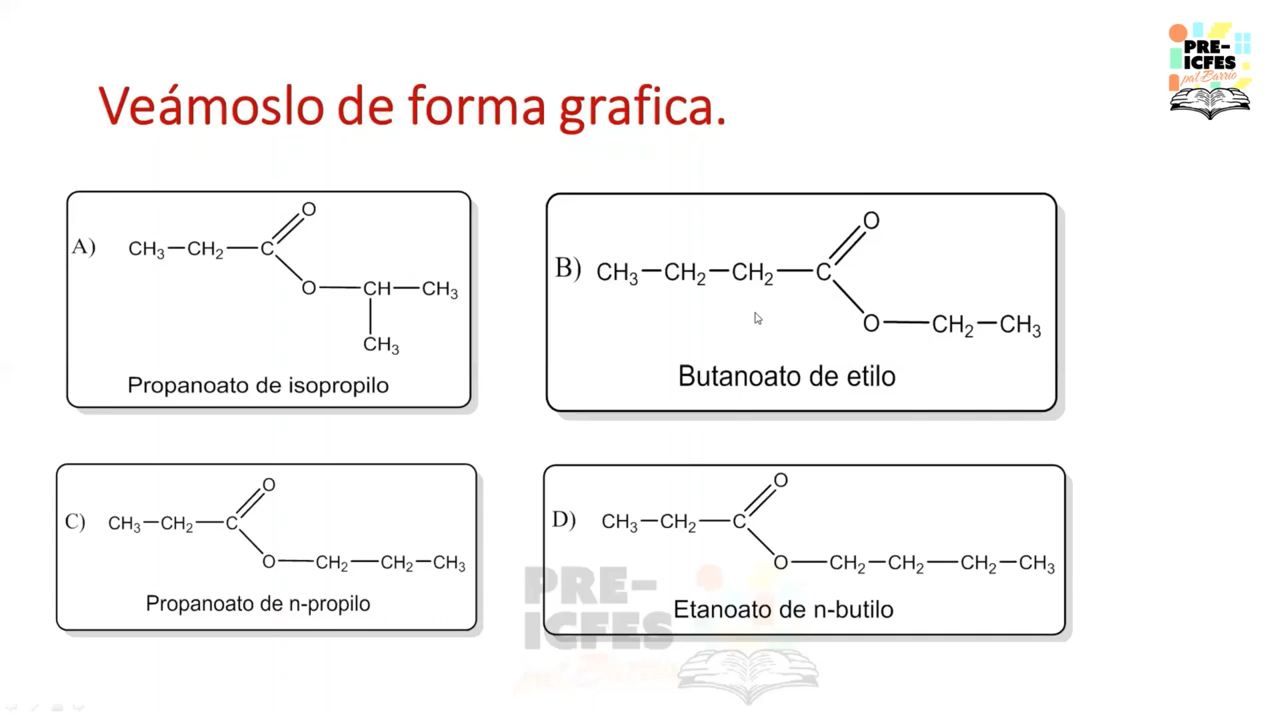 PRE-
ICFES
pal Barrio
Veámoslo de forma grafica.
A)
O
CH₃—CH₂—C
O—CH—CH₃
CH₃
Propanoato de isopropilo
B)
O
CH₃—CH₂—CH₂—C
O—CH₂—CH₃
Butanoato de etilo
C)
O
CH₃—CH₂—C
O—CH₂—CH₂—CH₃
Propanoato de n-propilo
D)
O
CH₃—CH₂—C
O—CH₂—CH₂—CH₂—CH₃
Etanoato de n-butilo
PRE-
ICFES
pal Barrio